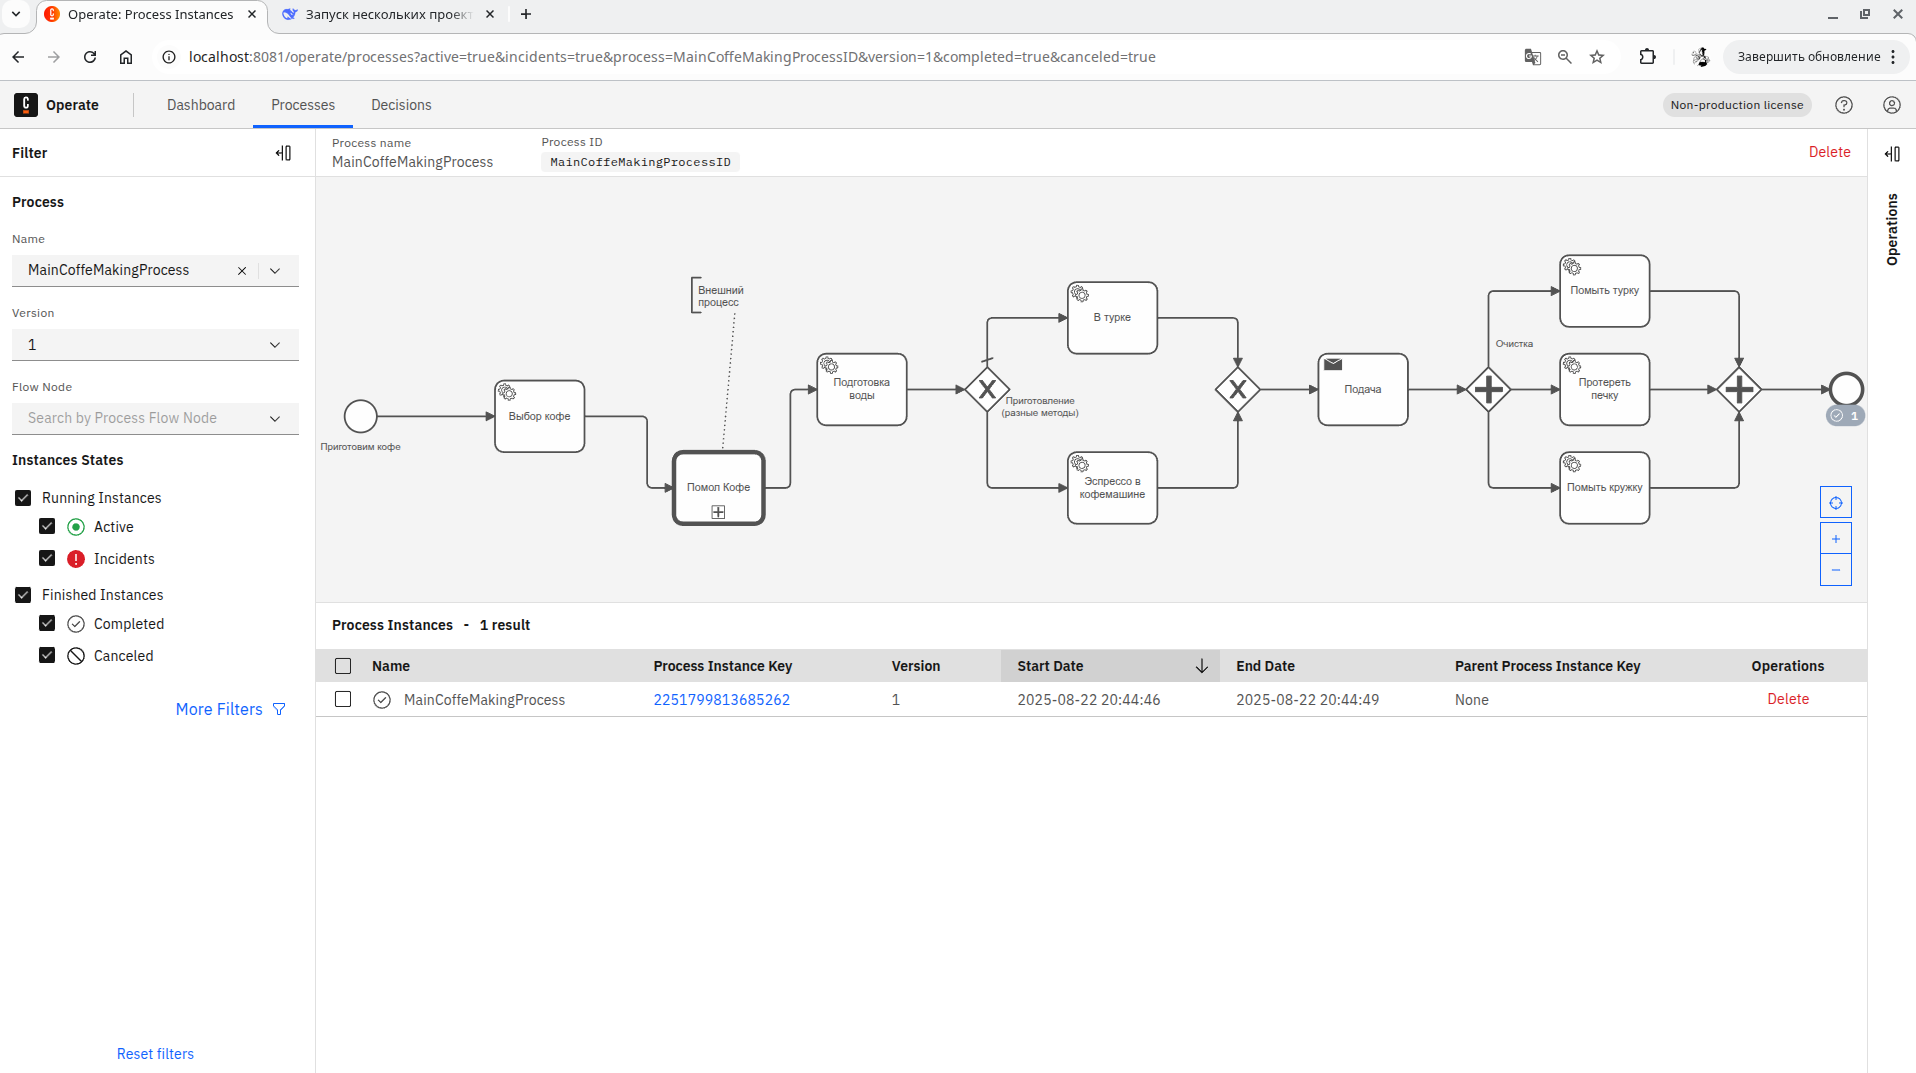 Operate: Process Instances
Запуск нескольких проек
localhost:8081/operate/processes?active=true&incidents=true&process=MainCoffeMakingProcessID&version=1&completed=true&canceled=true
Завершить обновление
Operate
Dashboard
Processes
Decisions
Non-production license
Filter
Process name
MainCoffeMakingProcess
Process ID
MainCoffeMakingProcessID
Delete
Operations
Process
Name
MainCoffeMakingProcess
Version
1
Flow Node
Search by Process Flow Node
Instances States
Running Instances
Active
Incidents
Finished Instances
Completed
Canceled
More Filters
Reset filters
Приготовим кофе
Выбор кофе
Внешний
процесс
Помол Кофе
Подготовка
воды
Приготовление
(разные методы)
В турке
Эспрессо в
кофемашине
Подача
Очистка
Помыть турку
Протереть
печку
Помыть кружку
1
Process Instances - 1 result
Name Process Instance Key Version Start Date End Date Parent Process Instance Key Operations
MainCoffeMakingProcess 2251799813685262 1 2025-08-22 20:44:46 2025-08-22 20:44:49 None Delete